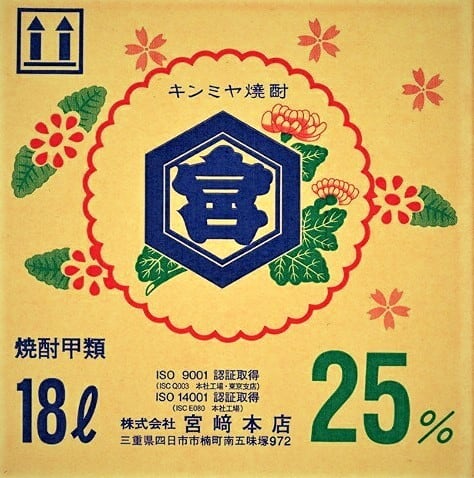 キンミヤ焼酎
宮
焼酎甲類
18ℓ
ISO 9001 認証取得
(ISC Q003 本社工場・東京支店)
ISO 14001 認証取得
(ISC E080 本社工場)
株式会社 宮﨑本店
三重県四日市市楠町南五味塚972
25%